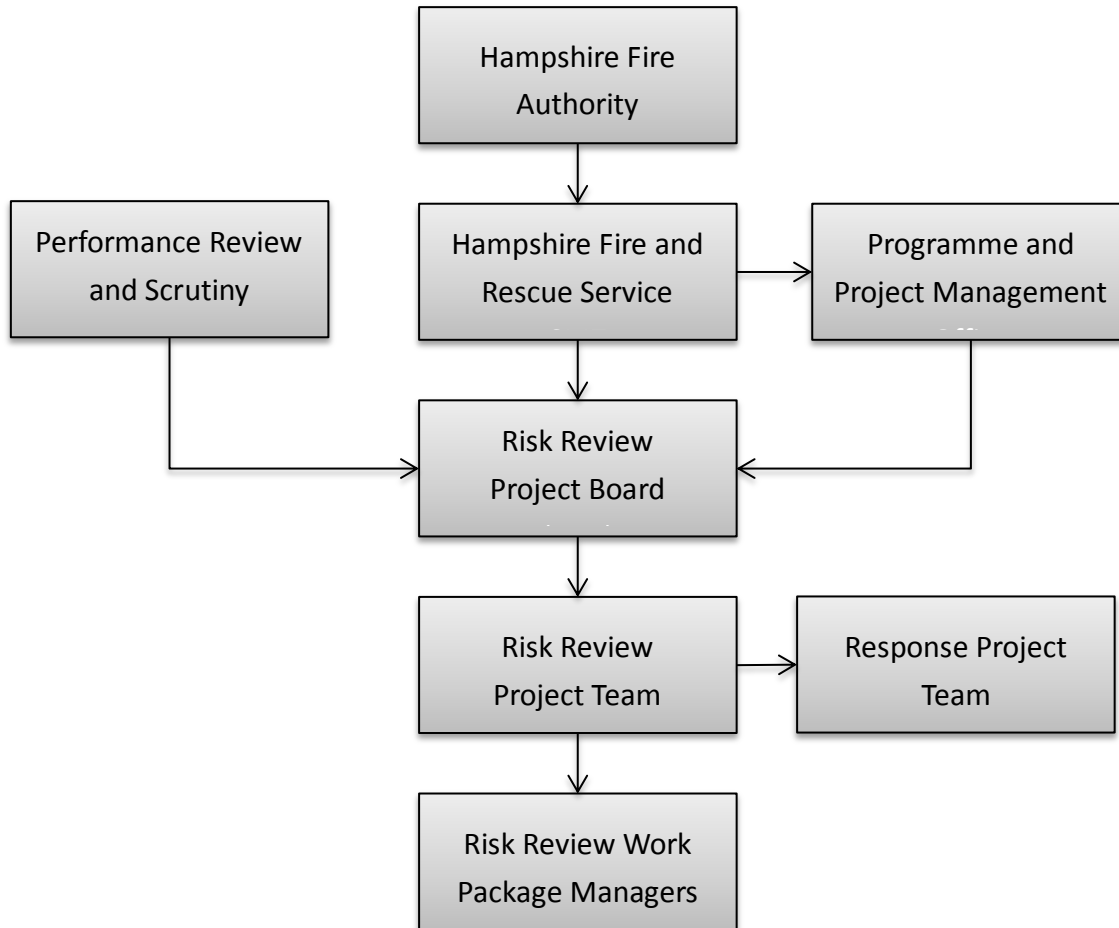 Hampshire Fire
Authority
Performance Review
and Scrutiny
Hampshire Fire and
Rescue Service
Programme and
Project Management
Risk Review
Project Board
Risk Review
Project Team
Response Project
Team
Risk Review Work
Package Managers